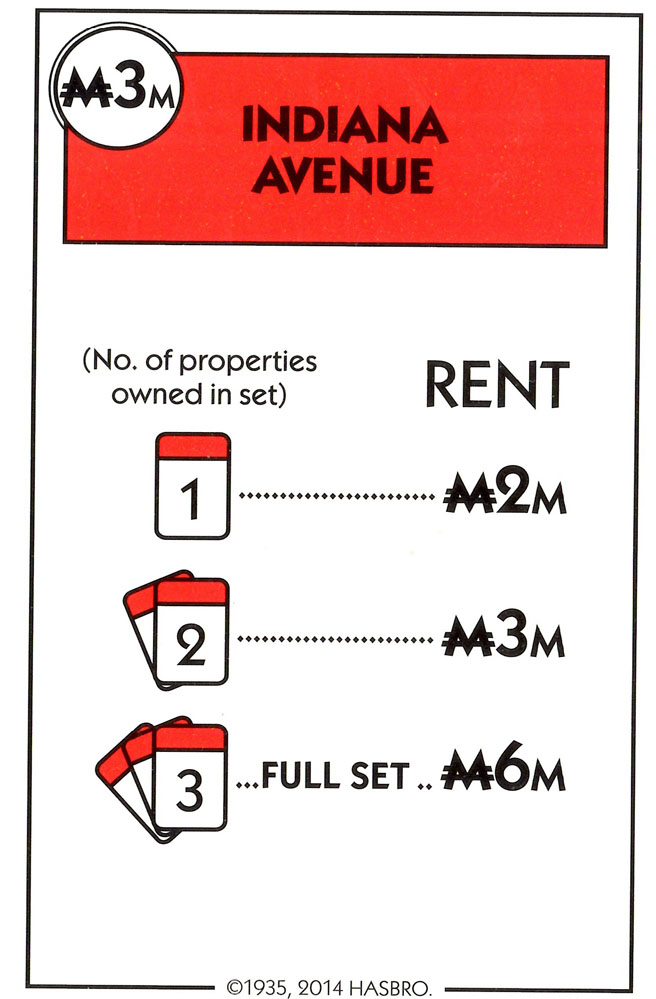 ₩3M
INDIANA
AVENUE
(No. of properties
owned in set)
RENT
1 ........................ ₩2M
2 ........................ ₩3M
3 ...FULL SET .. ₩6M
©1935, 2014 HASBRO.